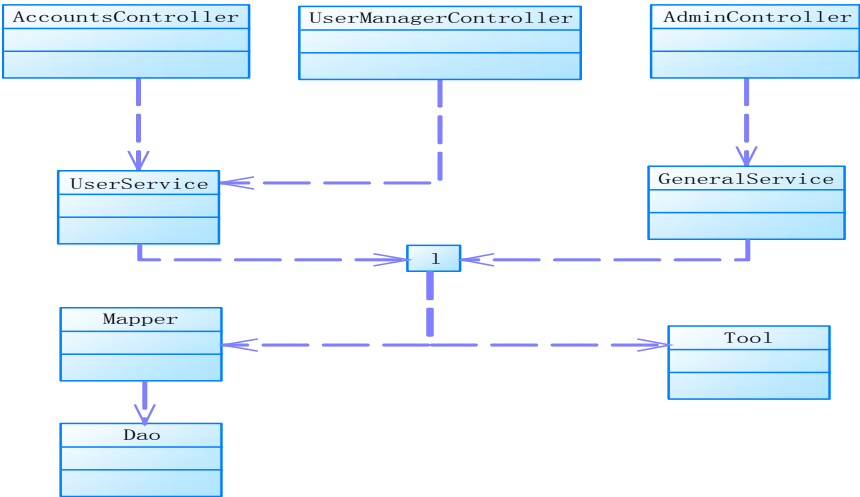 AccountsController
UserManagerController
AdminController
UserService
GeneralService
1
Mapper
Tool
Dao